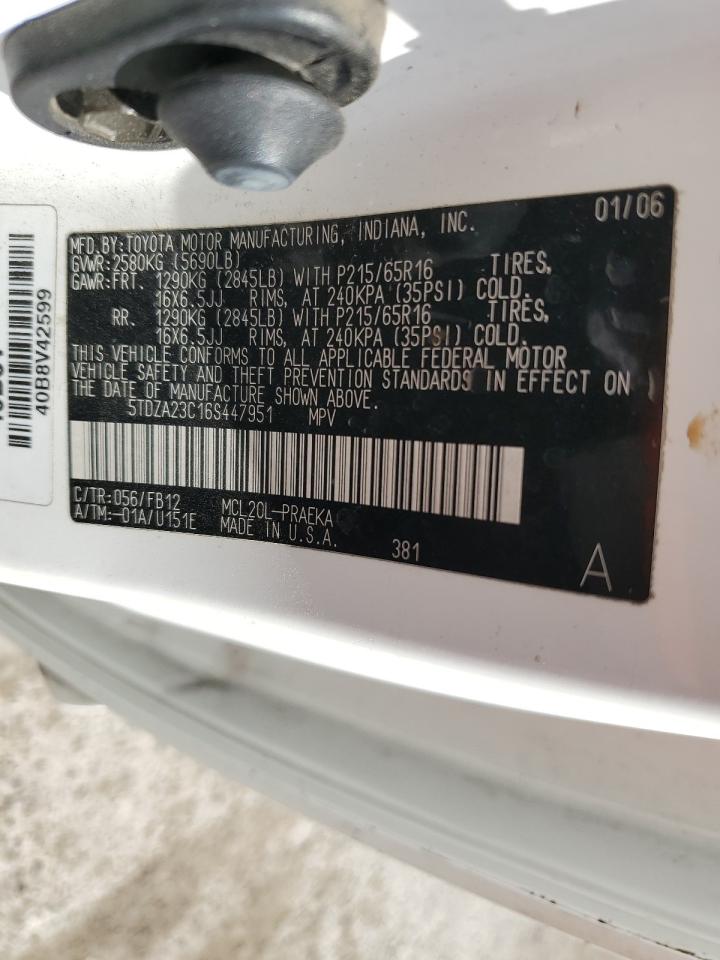 01/06
MFD. BY: TOYOTA MOTOR MANUFACTURING, INDIANA, INC.
GVWR: 2580KG (5690LB)
GAWR: FRT. 1290KG (2845LB) WITH P215/65R16 TIRES,
16X6.5JJ RIMS, AT 240KPA (35PSI) COLD.
RR. 1290KG (2845LB) WITH P215/65R16 TIRES,
16X6.5JJ RIMS, AT 240KPA (35PSI) COLD.
THIS VEHICLE CONFORMS TO ALL APPLICABLE FEDERAL MOTOR
VEHICLE SAFETY AND THEFT PREVENTION STANDARDS IN EFFECT ON
THE DATE OF MANUFACTURE SHOWN ABOVE.
5TDZA23C16S447951 MPV
C/TR: 056/FB12 MCL20L-PRAEKA
A/TM: -01A/U151E MADE IN U.S.A.
381
A
40B8V42599